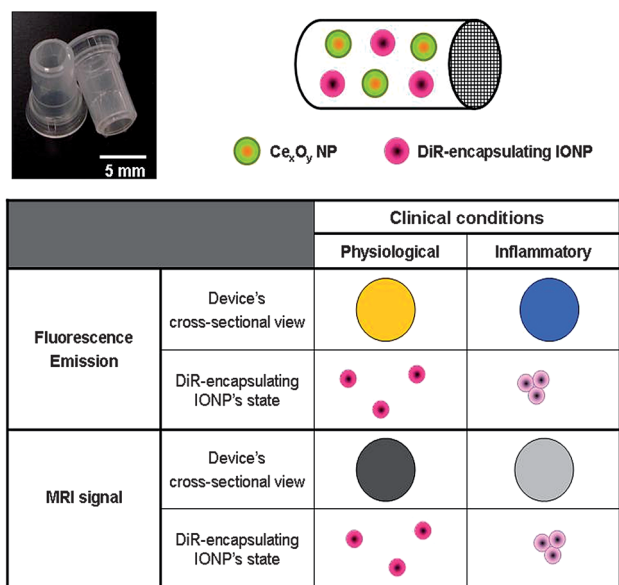 5 mm
CexOy NP
DiR-encapsulating IONP
Clinical conditions
Physiological
Inflammatory
Fluorescence
Emission
Device's
cross-sectional view
DiR-encapsulating
IONP's state
MRI signal
Device's
cross-sectional view
DiR-encapsulating
IONP's state